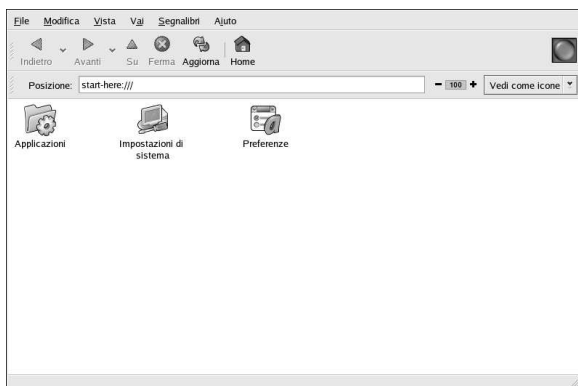 File Modifica Vista Vai Segnalibri Aiuto
Indietro Avanti Su Ferma Aggiorna Home
Posizione: start-here:/// 100 Vedi come icone
Applicazioni Impostazioni di sistema Preferenze